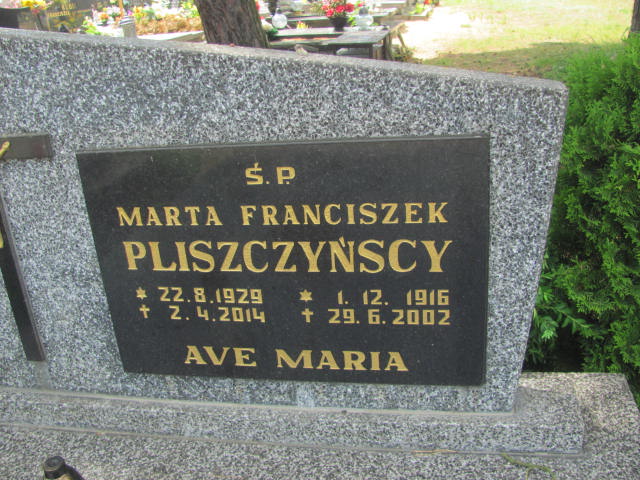 Ś.P.
MARTA FRANCISZEK
PLISZCZYŃSCY
* 22.8.1929 * 1.12.1916
† 2.4.2014 † 29.6.2002
AVE MARIA